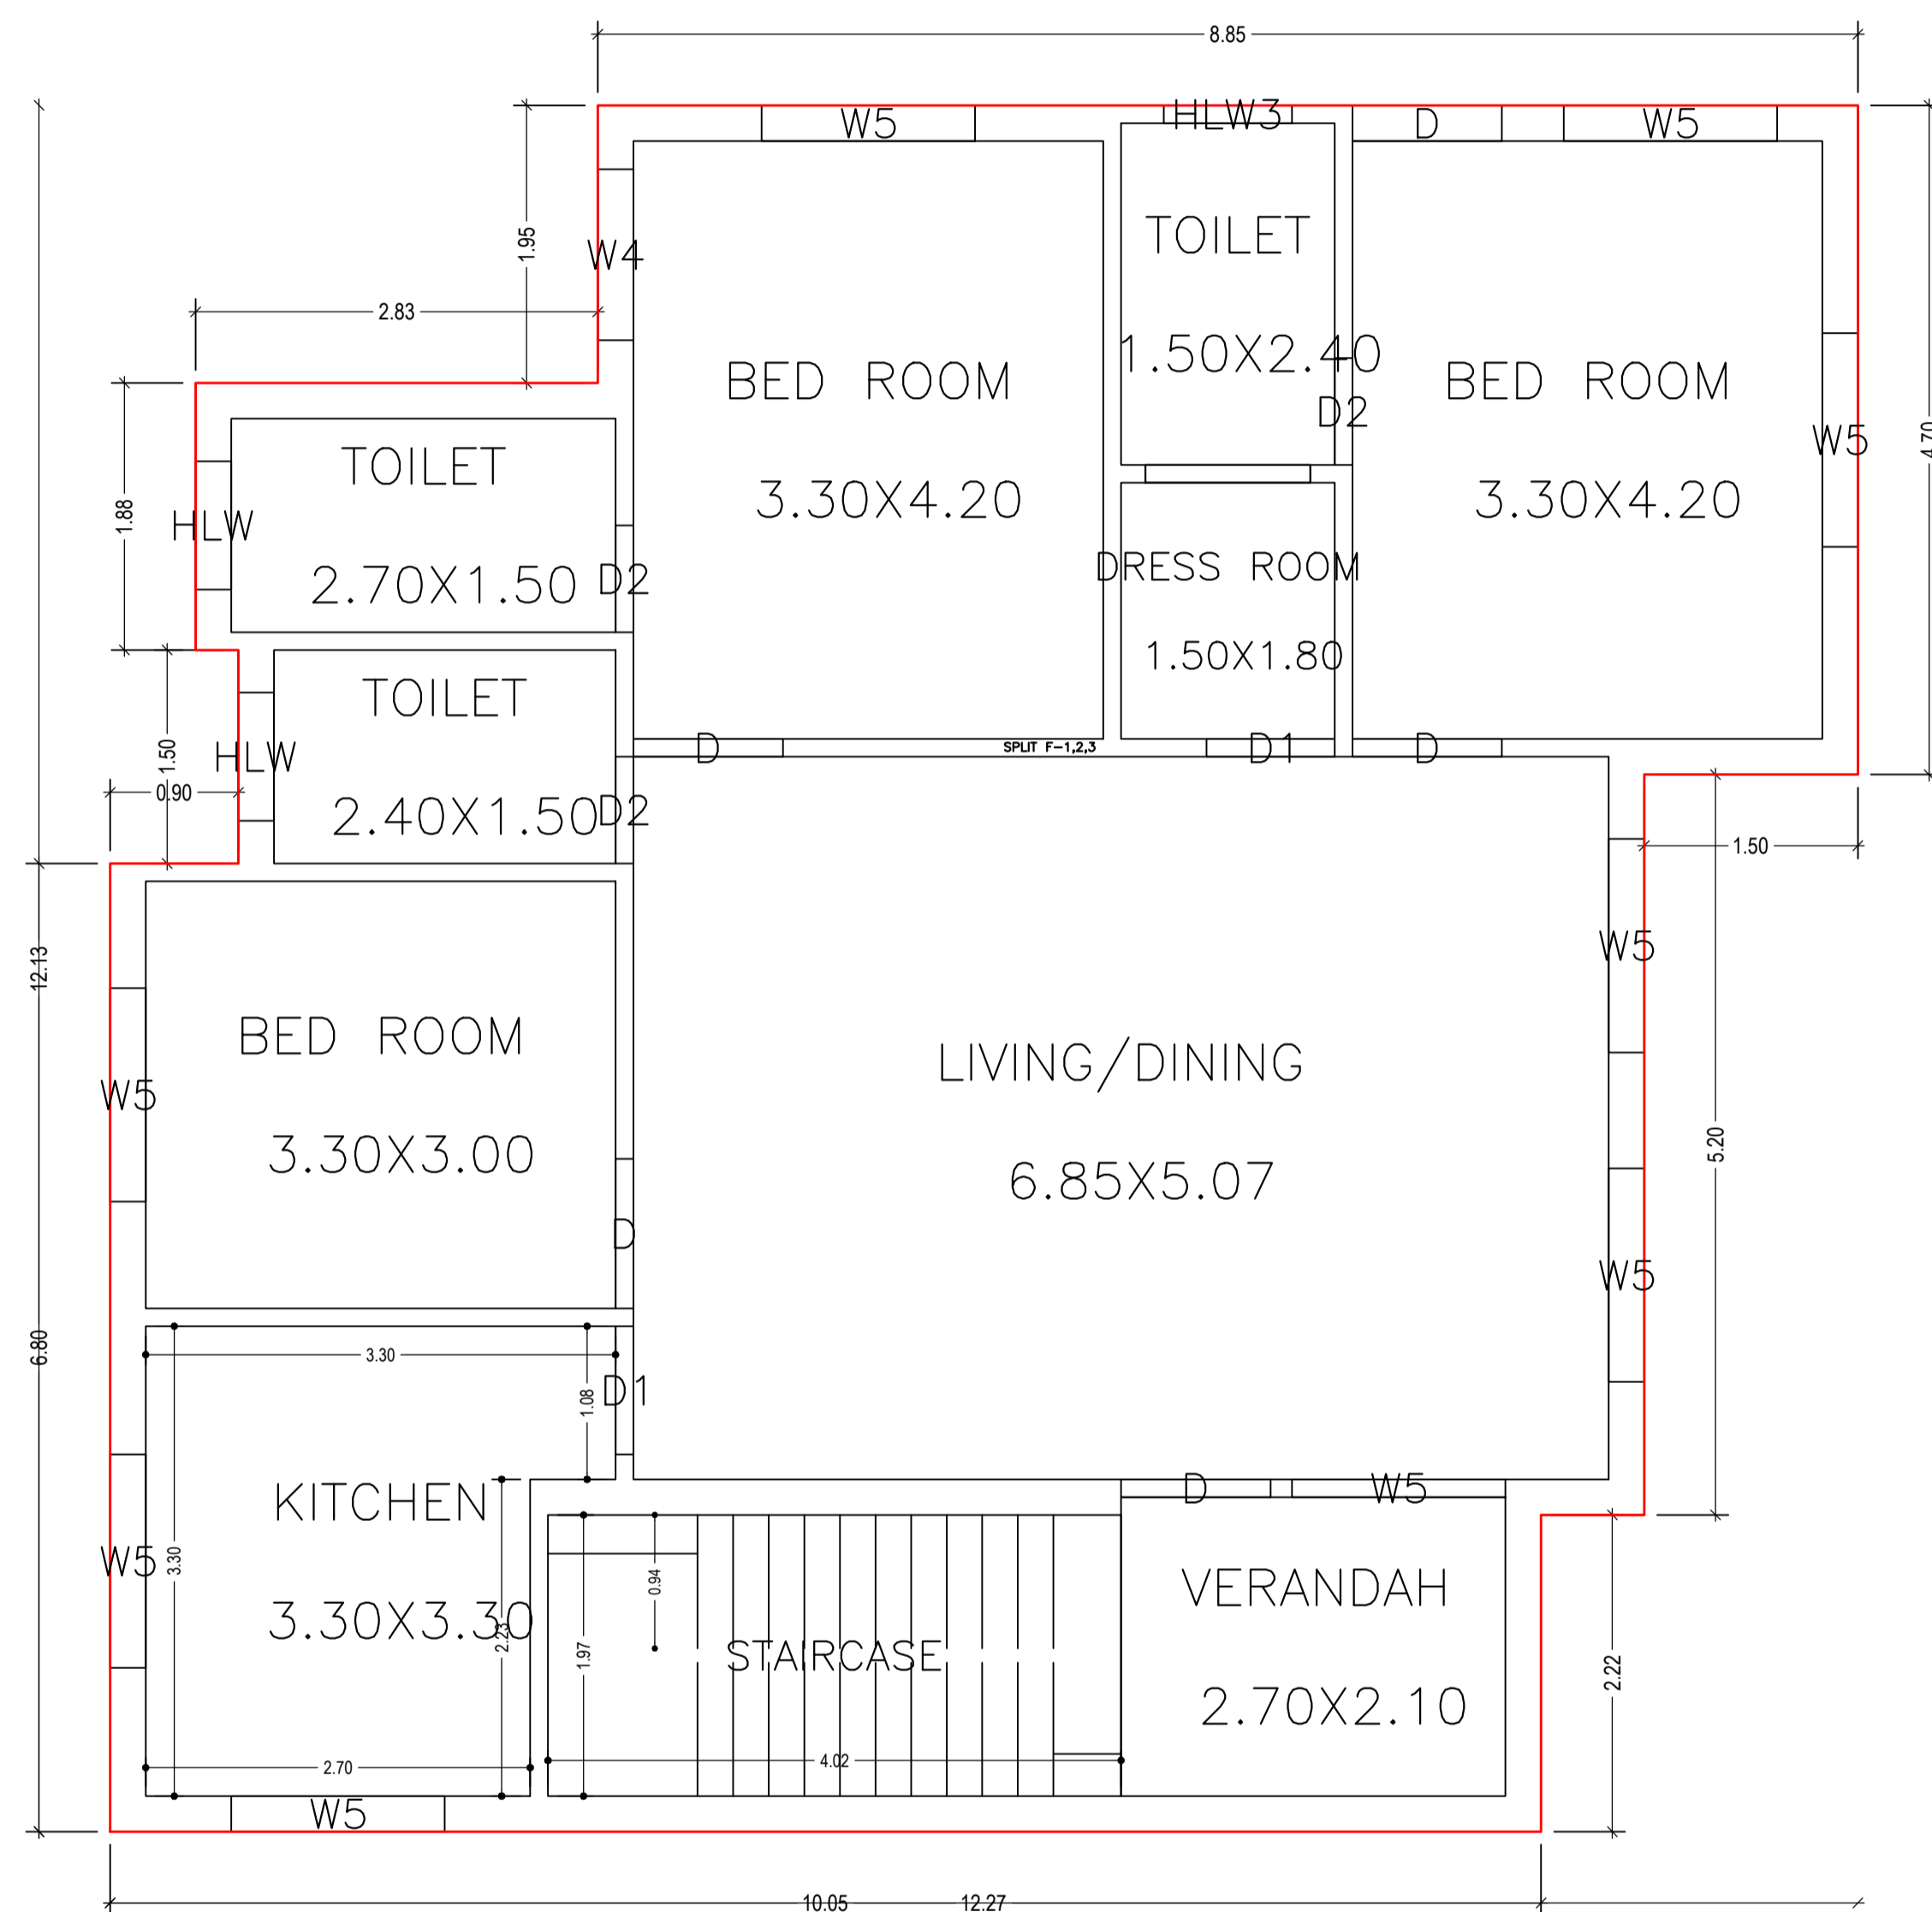 8.85
W5
HLW3
D
W5
1.95
W4
TOILET
1.50X2.40
2.83
BED ROOM
3.30X4.20
D2
BED ROOM
3.30X4.20
W5
4.70
1.88
HLW
TOILET
2.70X1.50
D2
DRESS ROOM
1.50X1.80
TOILET
2.40X1.50
D2
HLW
1.50
0.90
D
SPLIT F-1,2,3
D1
D
1.50
12.13
W5
BED ROOM
3.30X3.00
W5
D
LIVING/DINING
6.85X5.07
5.20
W5
6.80
3.30
1.08
D1
KITCHEN
3.30X3.30
W5
3.30
2.23
D
W5
0.94
1.97
STAIRCASE
VERANDAH
2.70X2.10
2.22
2.70
4.02
W5
10.05
12.27